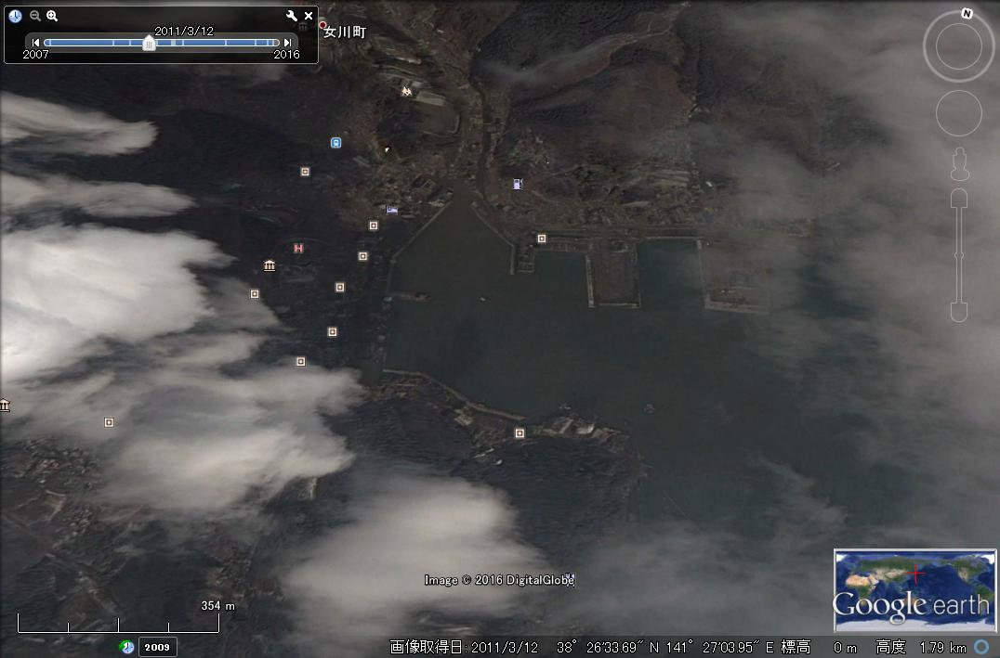 2011/3/12
2007
2016
女川町
N
H
Image © 2016 DigitalGlobe
Google earth
354 m
2009
画像取得日: 2011/3/12 38° 26'33.69" N 141° 27'03.95" E 標高 0 m 高度 1.79 km